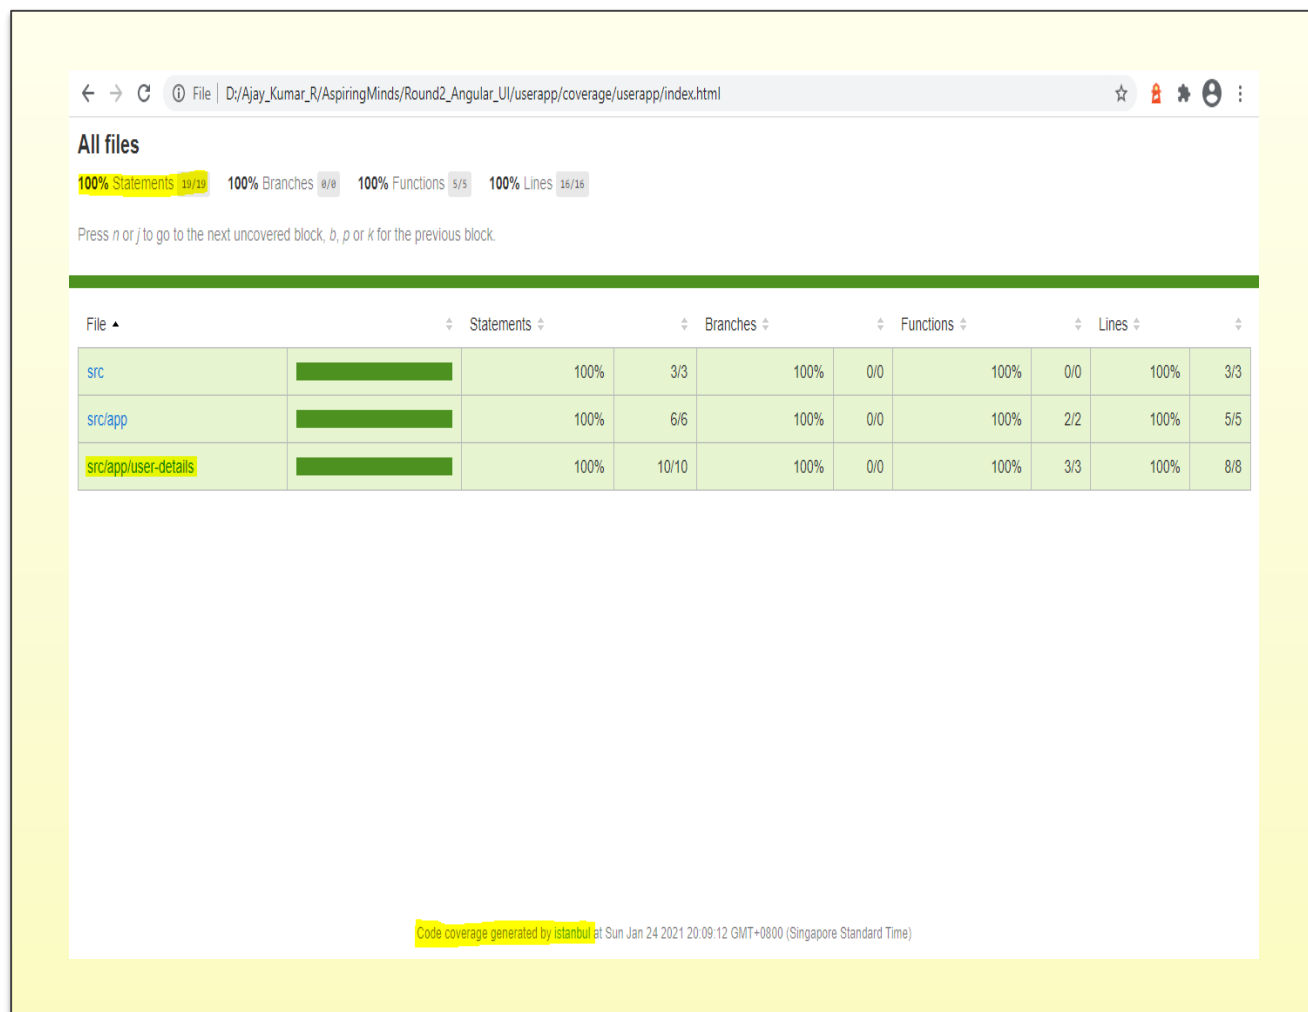 File D:/Ajay_Kumar_R/AspiringMinds/Round2_Angular_UI/userapp/coverage/userapp/index.html
All files
100% Statements 19/19 100% Branches 0/0 100% Functions 5/5 100% Lines 16/16
Press n or j to go to the next uncovered block, b, p or k for the previous block.
File Statements Branches Functions Lines
src 100% 3/3 100% 0/0 100% 0/0 100% 3/3
src/app 100% 6/6 100% 0/0 100% 2/2 100% 5/5
src/app/user-details 100% 10/10 100% 0/0 100% 3/3 100% 8/8
Code coverage generated by istanbul at Sun Jan 24 2021 20:09:12 GMT+0800 (Singapore Standard Time)